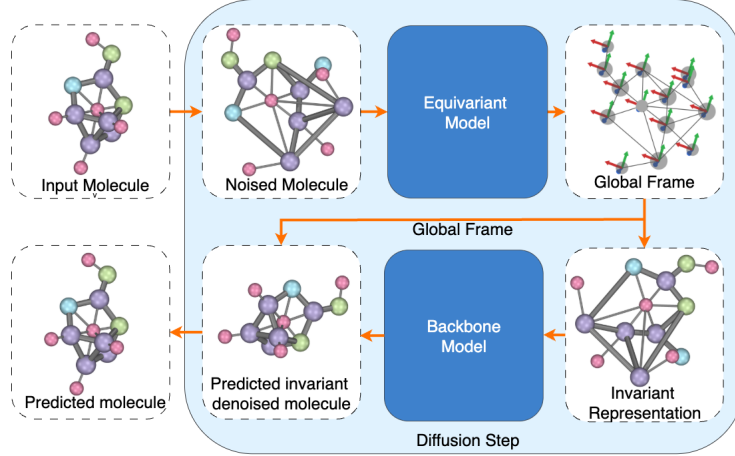 Input Molecule
Noised Molecule
Equivariant
Model
Global Frame
Global Frame
Predicted molecule
Predicted invariant
denoised molecule
Backbone
Model
Invariant
Representation
Diffusion Step